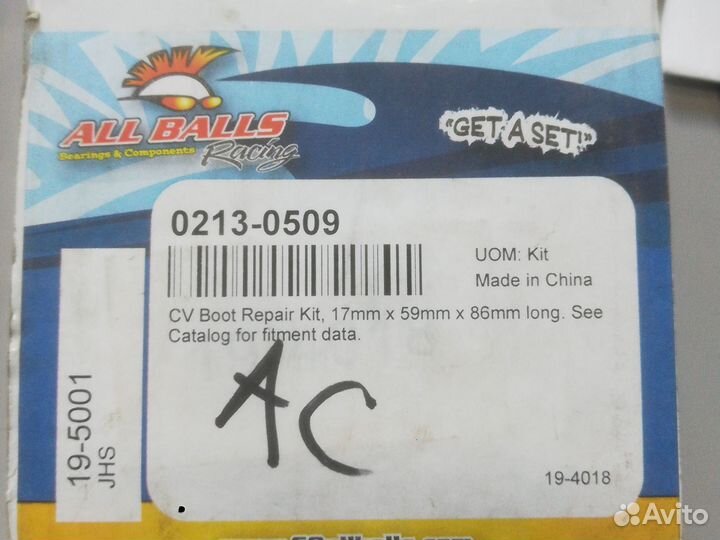 ALL BALLS
Bearings & Components Racing
"GET A SET!"
0213-0509
UOM: Kit
Made in China
CV Boot Repair Kit, 17mm x 59mm x 86mm long. See
Catalog for fitment data.
AC
19-5001
JHS
19-4018
Avito